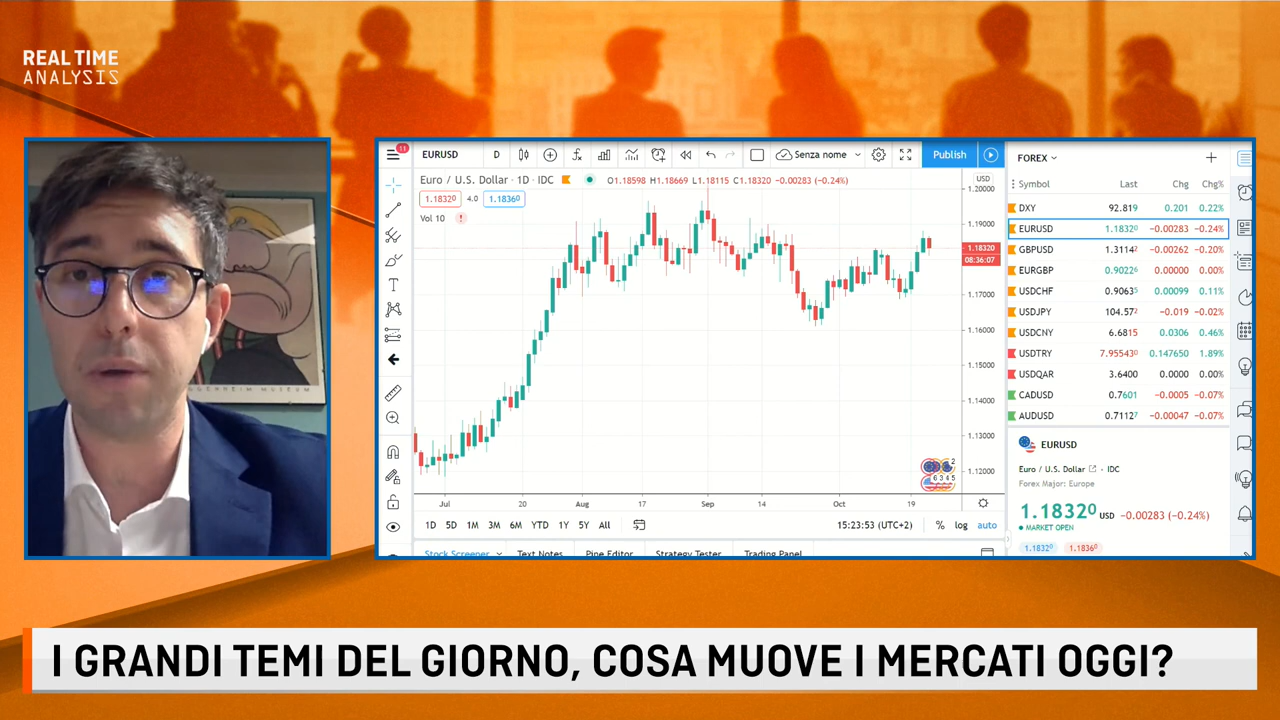 REAL TIME
ANALYSIS
GGENHEIM MUSEUM
11
EURUSD
D
Senza nome
Publish
FOREX
Euro / U.S. Dollar · 1D · IDC
O1.18598 H1.18669 L1.18115 C1.18320 −0.00283 (−0.24%)
USD
1.18320
4.0
1.18360
Vol 10
!
1.20000
1.19000
1.18320
08:36:07
1.17000
1.16000
1.15000
1.14000
1.13000
1.12000
2
6 3 4 5
Jul
20
Aug
17
Sep
14
Oct
19
1D 5D 1M 3M 6M YTD 1Y 5Y All
15:23:53 (UTC+2)
% log auto
Stock Screener
Text Notes
Pine Editor
Strategy Tester
Trading Panel
Symbol Last Chg Chg%
DXY 92.819 0.201 0.22%
EURUSD 1.18320 −0.00283 −0.24%
GBPUSD 1.31142 −0.00262 −0.20%
EURGBP 0.90226 0.00000 0.00%
USDCHF 0.90635 0.00099 0.11%
USDJPY 104.572 −0.019 −0.02%
USDCNY 6.6815 0.0306 0.46%
USDTRY 7.955430 0.147650 1.89%
USDQAR 3.6400 0.0000 0.00%
CADUSD 0.7601 −0.0005 −0.07%
AUDUSD 0.71127 −0.00047 −0.07%
EURUSD
Euro / U.S. Dollar · IDC
Forex Major: Europe
1.18320 USD −0.00283 (−0.24%)
MARKET OPEN
1.18320 1.18360
I GRANDI TEMI DEL GIORNO, COSA MUOVE I MERCATI OGGI?